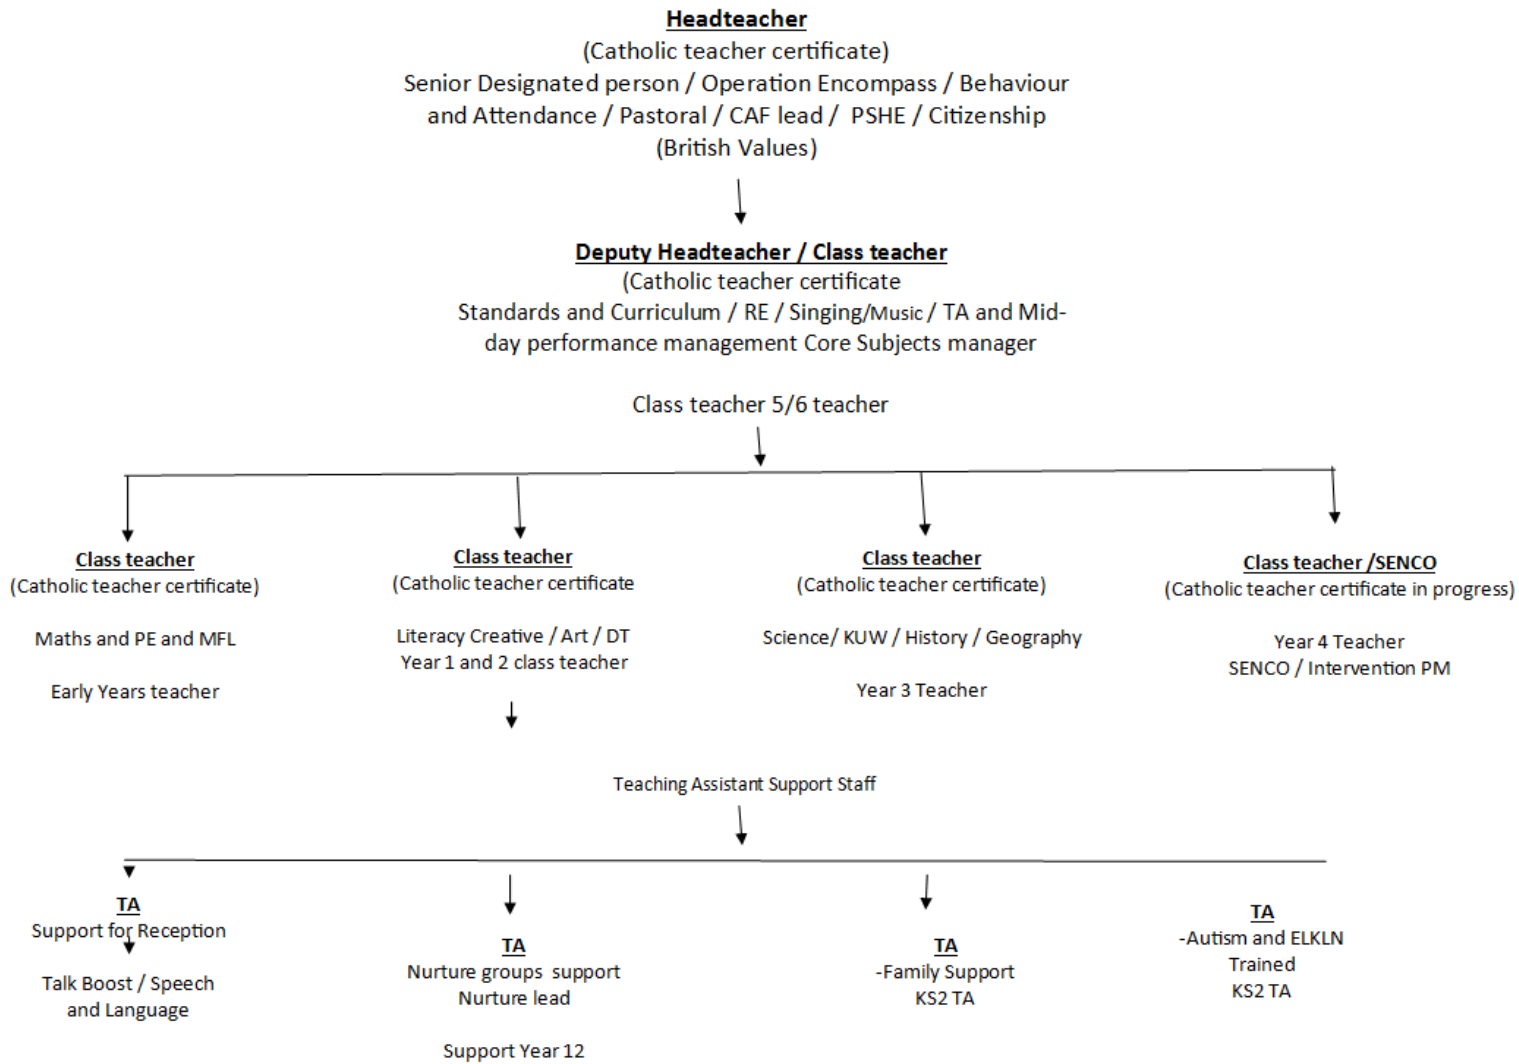 Headteacher
(Catholic teacher certificate)
Senior Designated person / Operation Encompass / Behaviour
and Attendance / Pastoral / CAF lead /  PSHE / Citizenship
(British Values)
Deputy Headteacher / Class teacher
(Catholic teacher certificate
Standards and Curriculum / RE / Singing/Music / TA and Mid-
day performance management Core Subjects manager
Class teacher 5/6 teacher
Class teacher
(Catholic teacher certificate)
Maths and PE and MFL
Early Years teacher
Class teacher
(Catholic teacher certificate
Literacy Creative / Art / DT
Year 1 and 2 class teacher
Class teacher
(Catholic teacher certificate)
Science/ KUW / History / Geography
Year 3 Teacher
Class teacher /SENCO
(Catholic teacher certificate in progress)
Year 4 Teacher
SENCO / Intervention PM
Teaching Assistant Support Staff
TA
Support for Reception
Talk Boost / Speech
and Language
TA
Nurture groups  support
Nurture lead
Support Year 12
TA
-Family Support
KS2 TA
TA
-Autism and ELKLN
Trained
KS2 TA